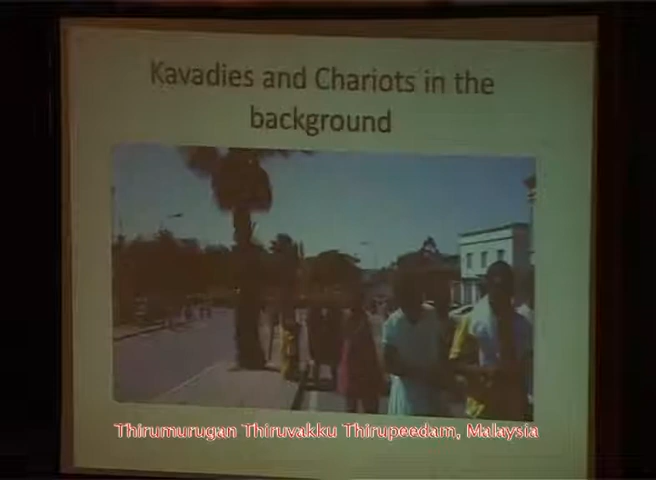 Kavadies and Chariots in the
background
Thirumurugan Thiruvakku Thirupeedam, Malaysia